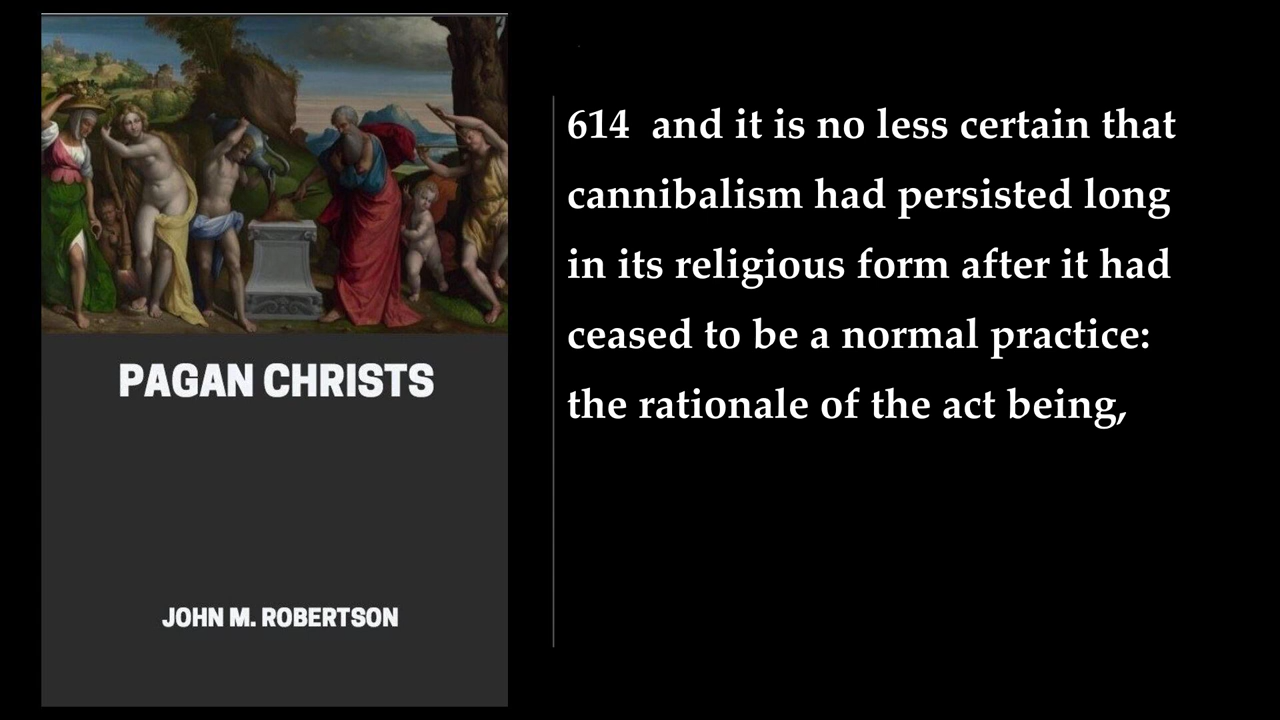 PAGAN CHRISTS
JOHN M. ROBERTSON
614 and it is no less certain that
cannibalism had persisted long
in its religious form after it had
ceased to be a normal practice:
the rationale of the act being,